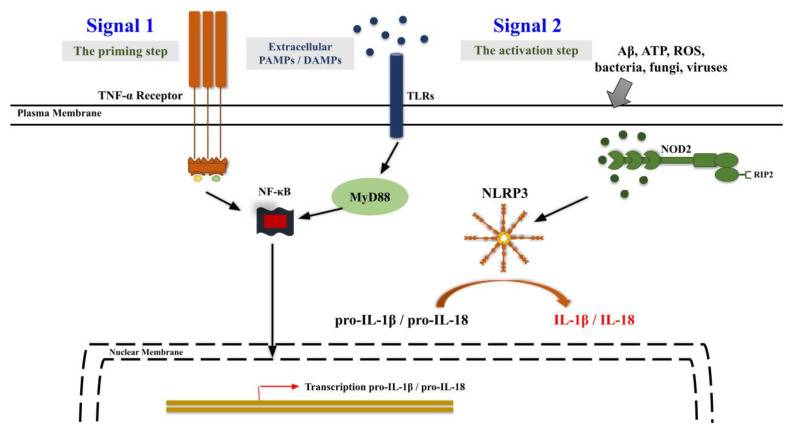 Signal 1
The priming step
Extracellular
PAMPs / DAMPs
Signal 2
The activation step
Aβ, ATP, ROS,
bacteria, fungi, viruses
TNF-α Receptor
TLRs
Plasma Membrane
NOD2
RIP2
NF-κB
MyD88
NLRP3
pro-IL-1β / pro-IL-18
IL-1β / IL-18
Nuclear Membrane
Transcription pro-IL-1β / pro-IL-18